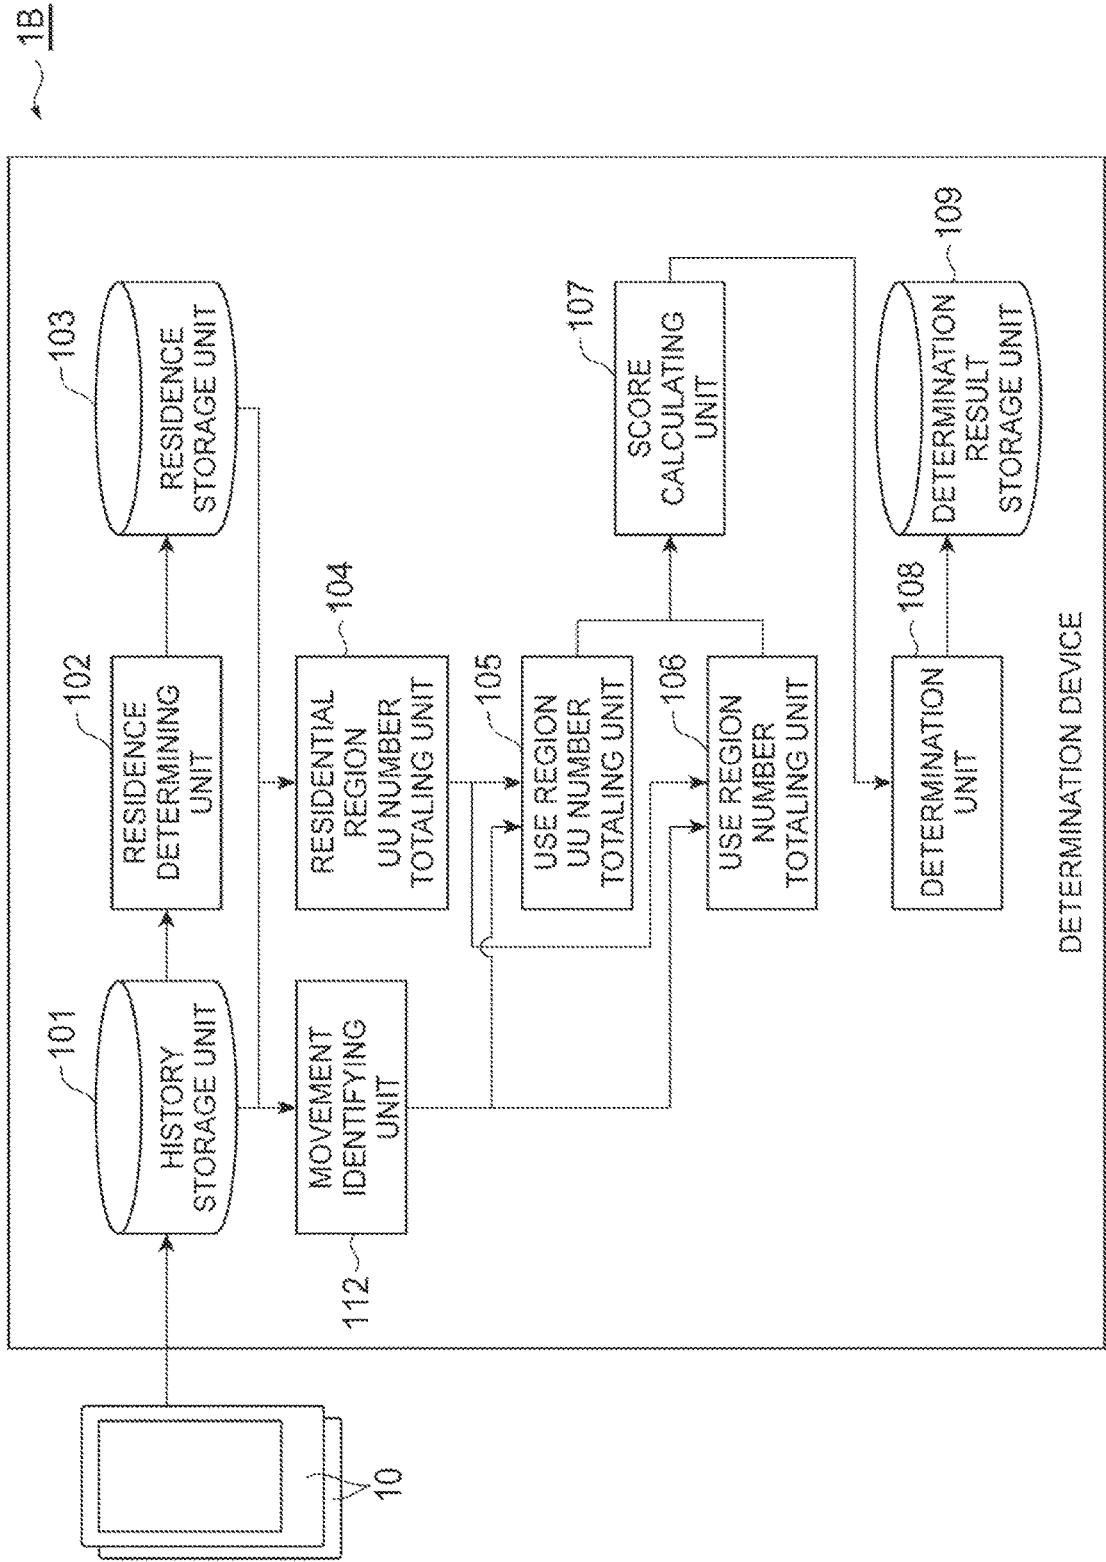 1B
10
101
HISTORY
STORAGE UNIT
102
RESIDENCE
DETERMINING
UNIT
103
RESIDENCE
STORAGE UNIT
112
MOVEMENT
IDENTIFYING
UNIT
104
RESIDENTIAL
REGION
UU NUMBER
TOTALING UNIT
105
USE REGION
UU NUMBER
TOTALING UNIT
106
USE REGION
NUMBER
TOTALING UNIT
107
SCORE
CALCULATING
UNIT
108
DETERMINATION
UNIT
109
DETERMINATION
RESULT
STORAGE UNIT
DETERMINATION DEVICE